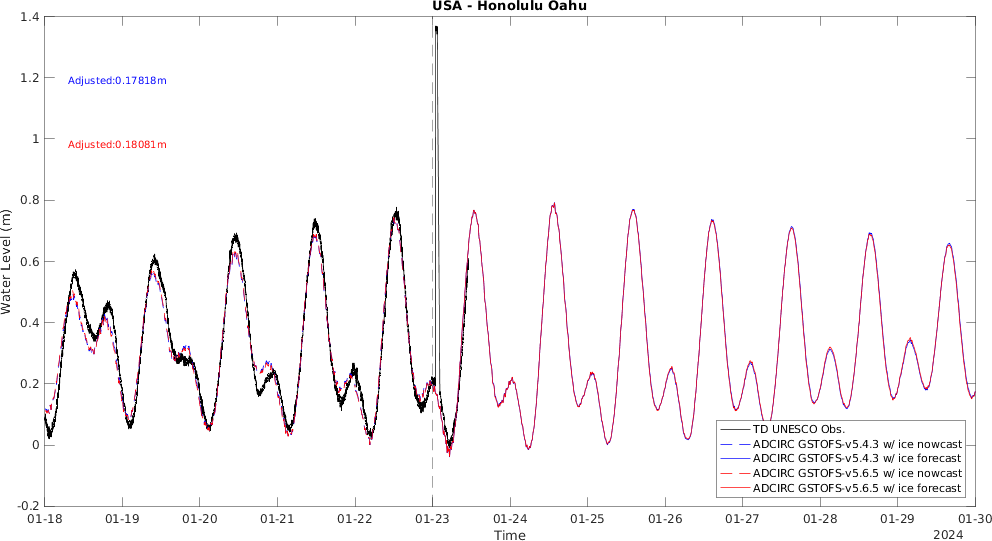 USA - Honolulu Oahu
1.4
1.2
1
0.8
0.6
0.4
0.2
0
-0.2
Water Level (m)
Adjusted:0.17818m
Adjusted:0.18081m
TD UNESCO Obs.
ADCIRC GSTOFS-v5.4.3 w/ ice nowcast
ADCIRC GSTOFS-v5.4.3 w/ ice forecast
ADCIRC GSTOFS-v5.6.5 w/ ice nowcast
ADCIRC GSTOFS-v5.6.5 w/ ice forecast
01-18 01-19 01-20 01-21 01-22 01-23 01-24 01-25 01-26 01-27 01-28 01-29 01-30
Time
2024